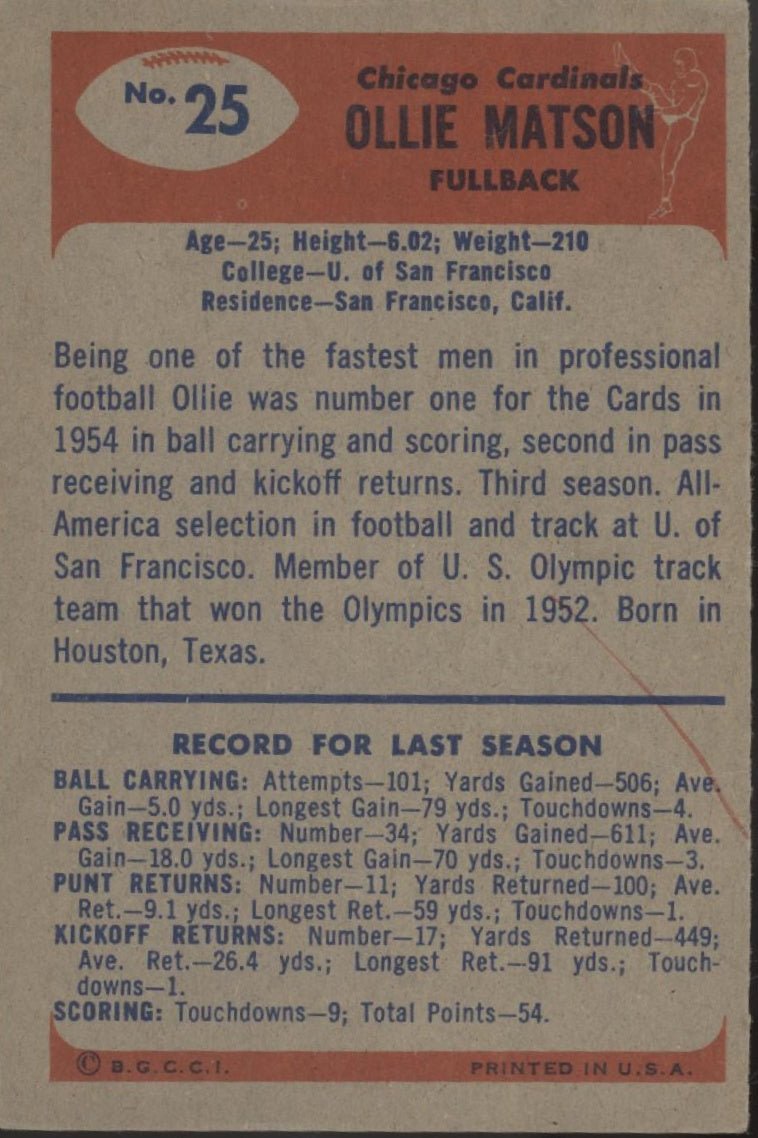 No. 25
Chicago Cardinals
OLLIE MATSON
FULLBACK
Age—25; Height—6.02; Weight—210
College—U. of San Francisco
Residence—San Francisco, Calif.
Being one of the fastest men in professional
football Ollie was number one for the Cards in
1954 in ball carrying and scoring, second in pass
receiving and kickoff returns. Third season. All-
America selection in football and track at U. of
San Francisco. Member of U. S. Olympic track
team that won the Olympics in 1952. Born in
Houston, Texas.
RECORD FOR LAST SEASON
BALL CARRYING: Attempts—101; Yards Gained—506; Ave.
Gain—5.0 yds.; Longest Gain—79 yds.; Touchdowns—4.
PASS RECEIVING: Number—34; Yards Gained—611; Ave.
Gain—18.0 yds.; Longest Gain—70 yds.; Touchdowns—3.
PUNT RETURNS: Number—11; Yards Returned—100; Ave.
Ret.—9.1 yds.; Longest Ret.—59 yds.; Touchdowns—1.
KICKOFF RETURNS: Number—17; Yards Returned—449;
Ave. Ret.—26.4 yds.; Longest Ret.—91 yds.; Touch-
downs—1.
SCORING: Touchdowns—9; Total Points—54.
© B.G.C.C.I. PRINTED IN U.S.A.